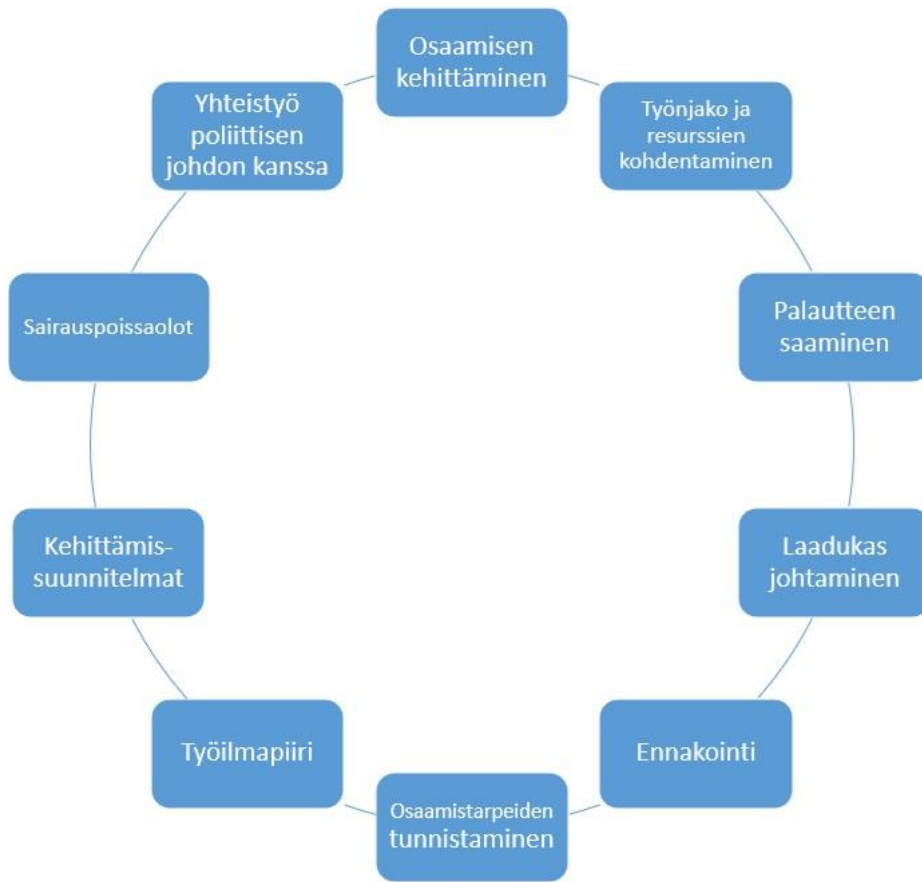 Osaamisen
kehittäminen
Työnjako ja
resurssien
kohdentaminen
Palautteen
saaminen
Laadukas
johtaminen
Ennakointi
Osaamistarpeiden
tunnistaminen
Työilmapiiri
Kehittämis-
suunnitelmat
Sairauspoissaolot
Yhteistyö
poliittisen
johdon kanssa